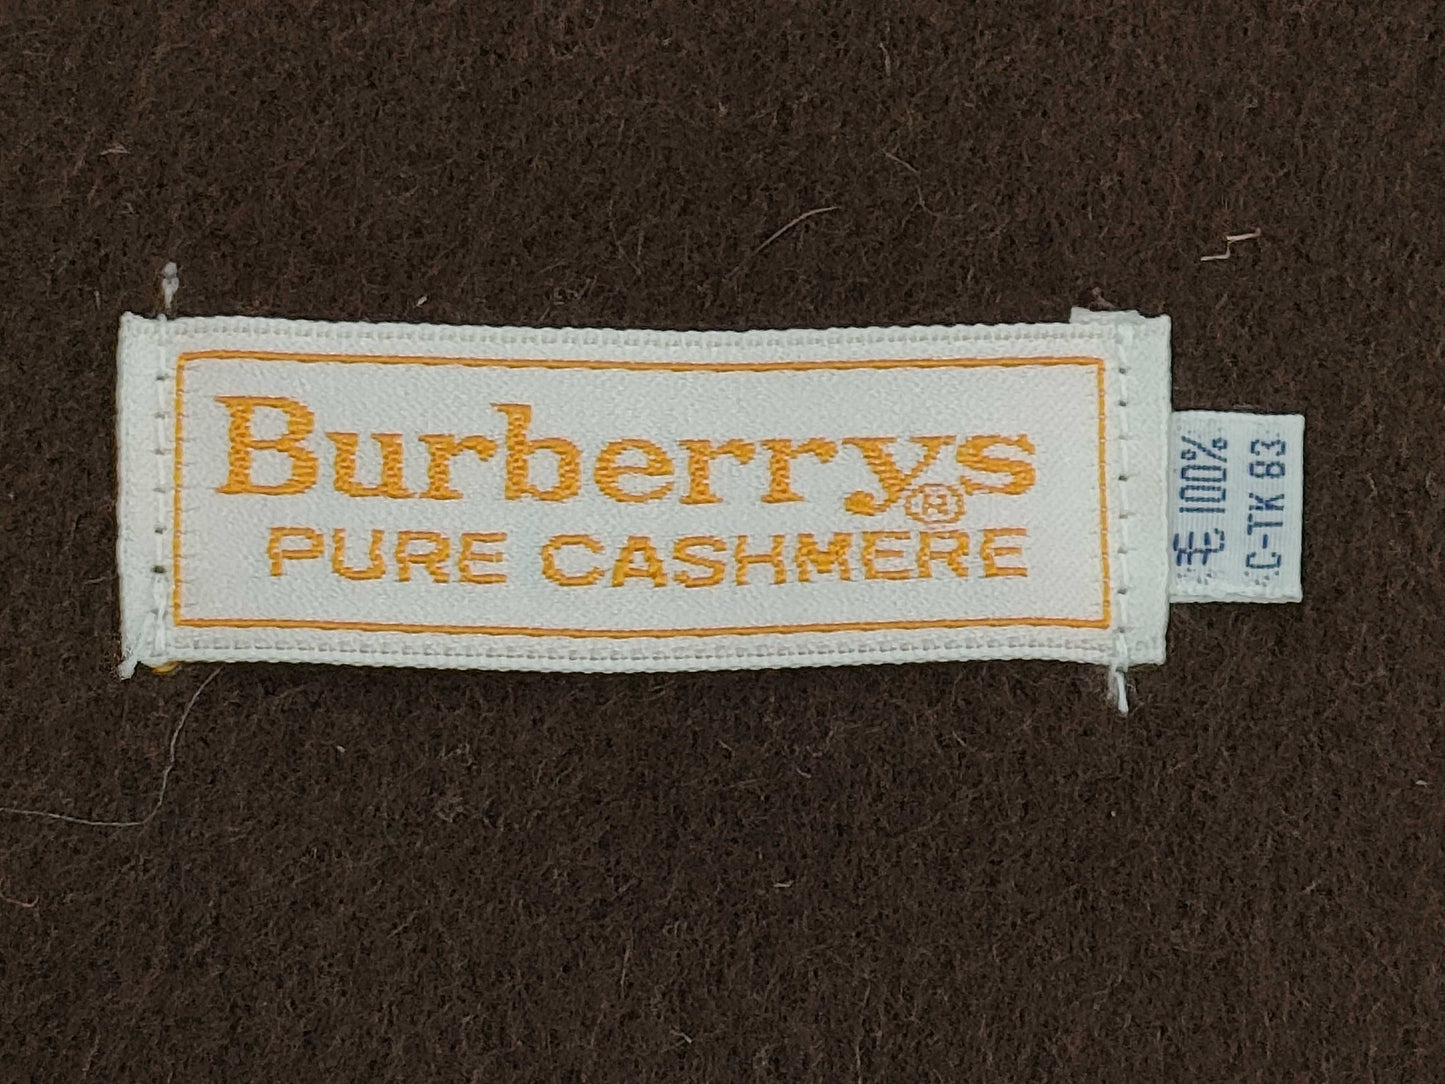 Burberrys®
PURE CASHMERE
毛 100%
C-TK 83